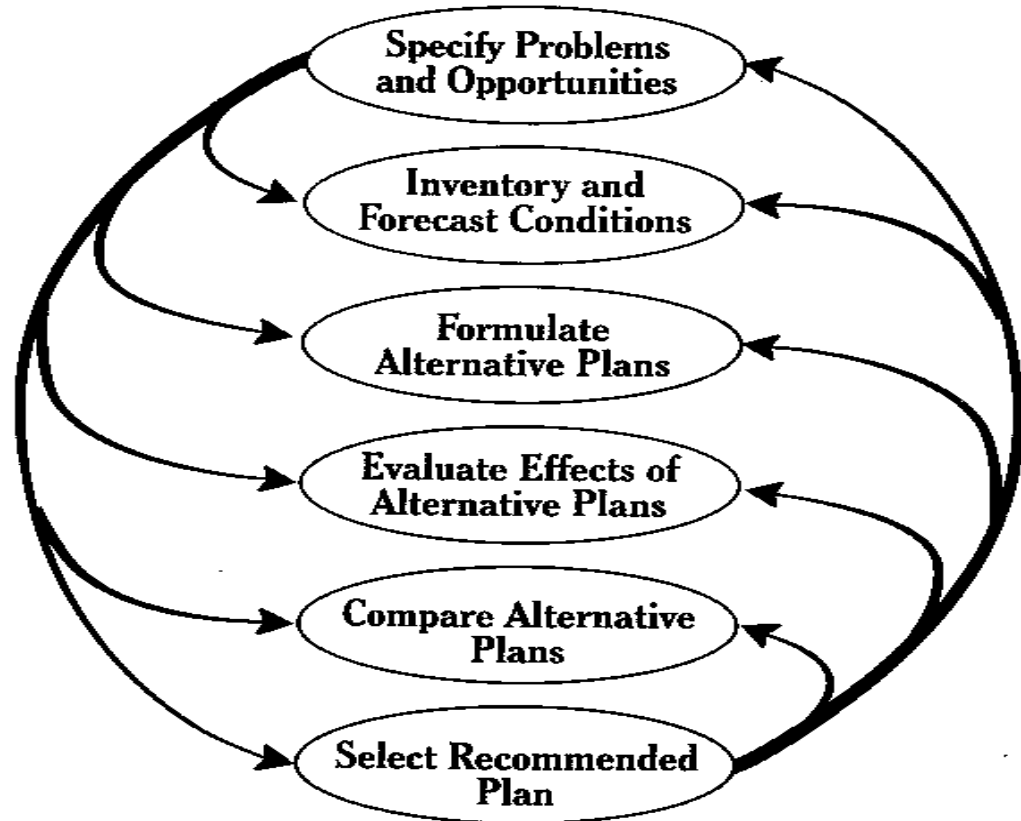 Specify Problems
and Opportunities
Inventory and
Forecast Conditions
Formulate
Alternative Plans
Evaluate Effects of
Alternative Plans
Compare Alternative
Plans
Select Recommended
Plan